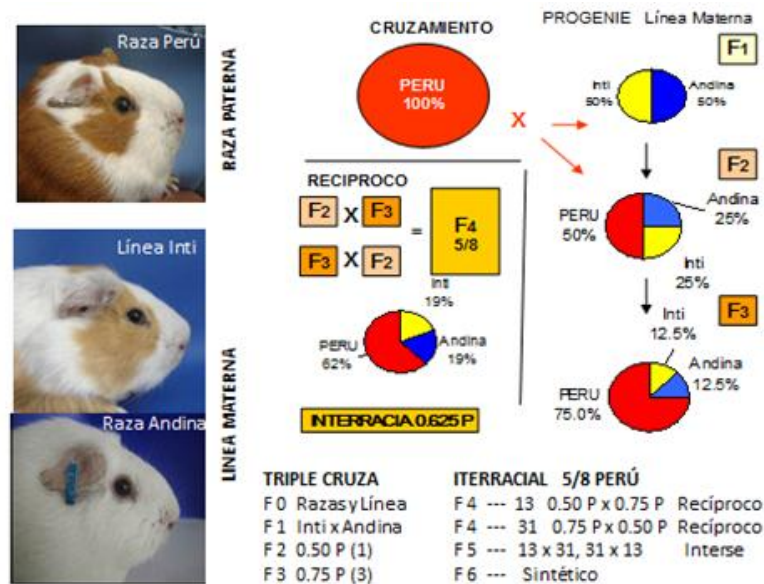 Raza Perú
RAZA PATERNA
Línea Inti
Raza Andina
LINEA MATERNA
CRUZAMIENTO
PERU
100%
X
PROGENIE Línea Materna
F1
Inti
50%
Andina
50%
F2
PERU
50%
Andina
25%
Inti
25%
F3
Inti
12.5%
Andina
12.5%
PERU
75.0%
RECIPROCO
F2 X F3
=
F3 X F2
F4
5/8
Inti
19%
PERU
62%
Andina
19%
INTERRACIA 0.625 P
TRIPLE CRUZA
F 0 Razas y Línea
F 1 Inti x Andina
F 2 0.50 P (1)
F 3 0.75 P (3)
ITERRACIAL 5/8 PERÚ
F 4 --- 13 0.50 P x 0.75 P Recíproco
F 4 --- 31 0.75 P x 0.50 P Recíproco
F 5 --- 13 x 31, 31 x 13 Interse
F 6 --- Sintético